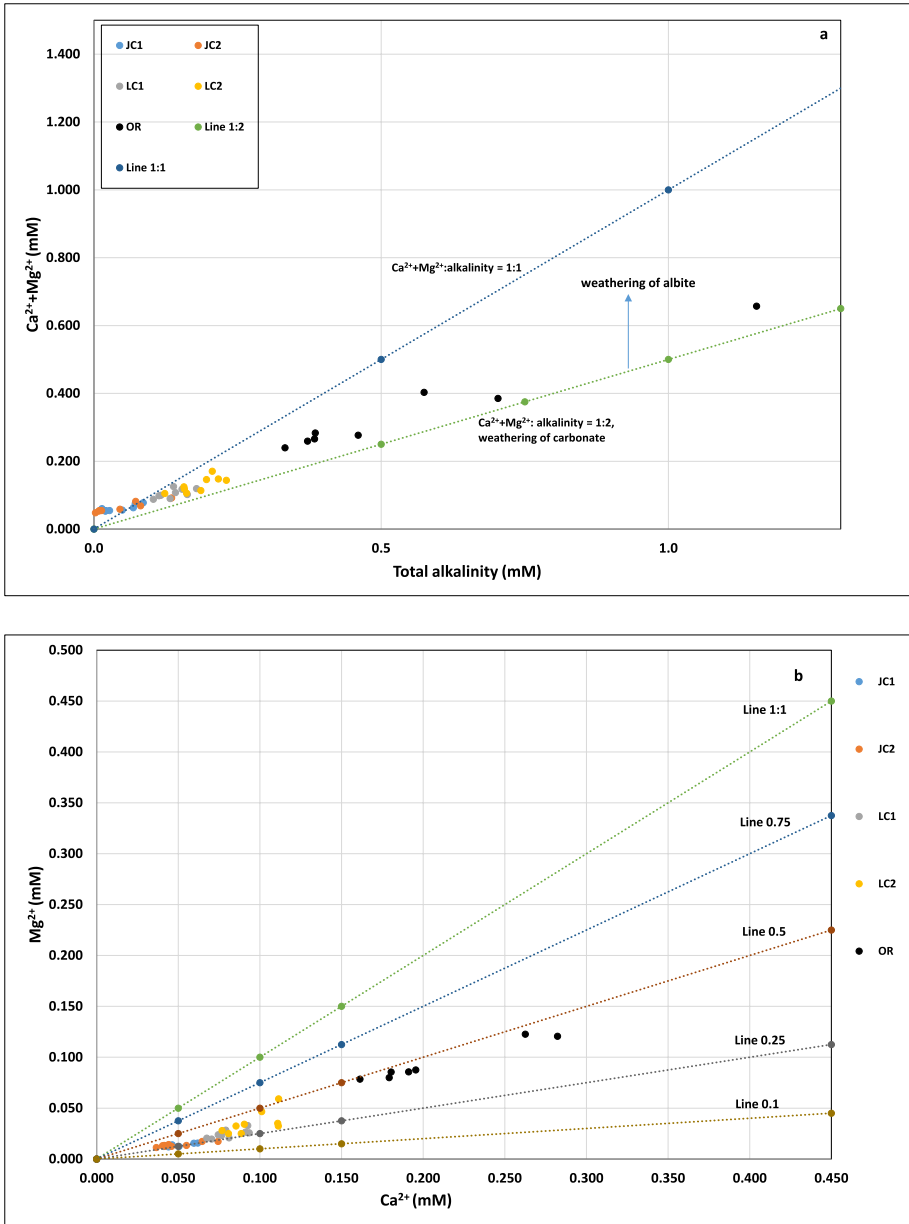 a
JC1 JC2
LC1 LC2
OR Line 1:2
Line 1:1
1.400
1.200
1.000
0.800
0.600
0.400
0.200
0.000
Ca²⁺+Mg²⁺ (mM)
Ca²⁺+Mg²⁺:alkalinity = 1:1
weathering of albite
Ca²⁺+Mg²⁺: alkalinity = 1:2,
weathering of carbonate
0.0 0.5 1.0
Total alkalinity (mM)
b
0.500
0.450
0.400
0.350
0.300
0.250
0.200
0.150
0.100
0.050
0.000
Mg²⁺ (mM)
Line 1:1
Line 0.75
Line 0.5
Line 0.25
Line 0.1
JC1
JC2
LC1
LC2
OR
0.000 0.050 0.100 0.150 0.200 0.250 0.300 0.350 0.400 0.450
Ca²⁺ (mM)